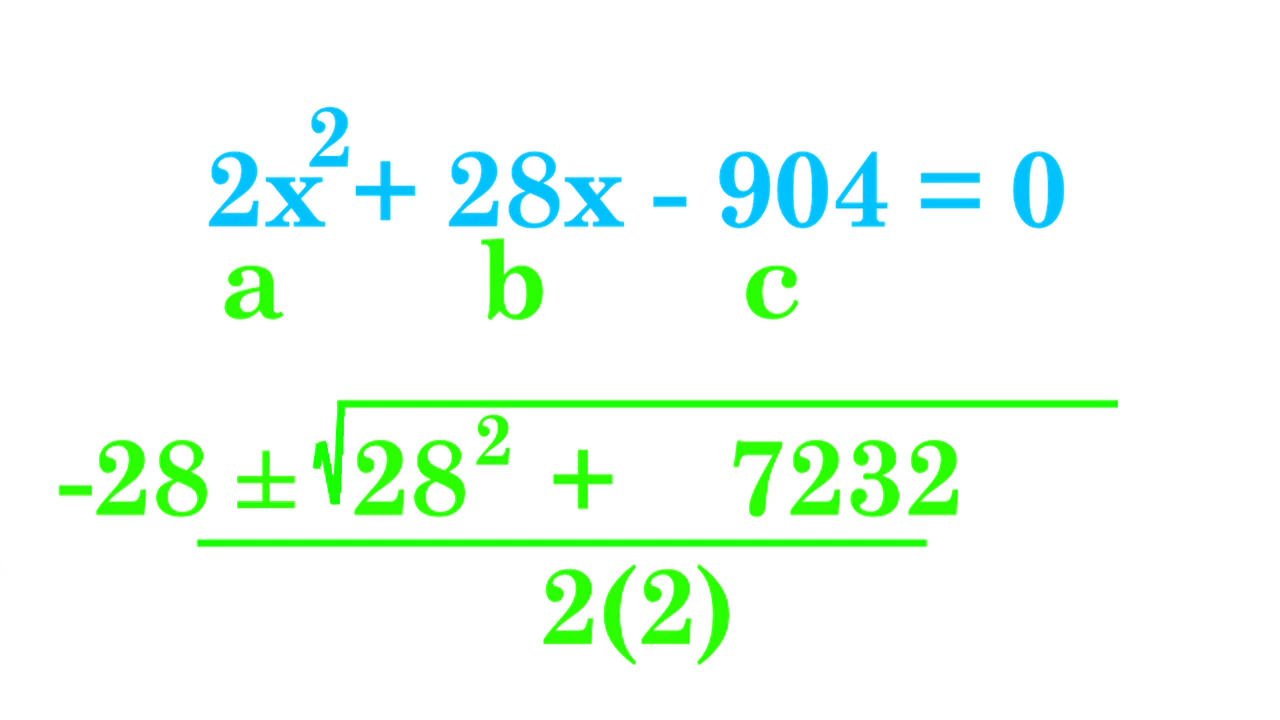 2x² + 28x - 904 = 0
a b c
-28 ± √28² + 7232
2(2)